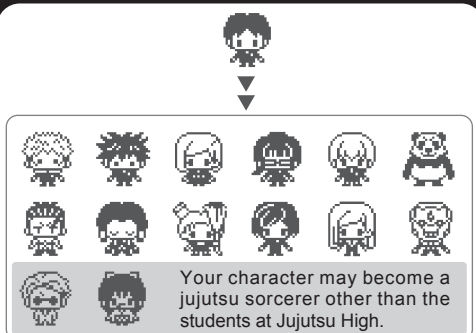 Your character may become a
jujutsu sorcerer other than the
students at Jujutsu High.